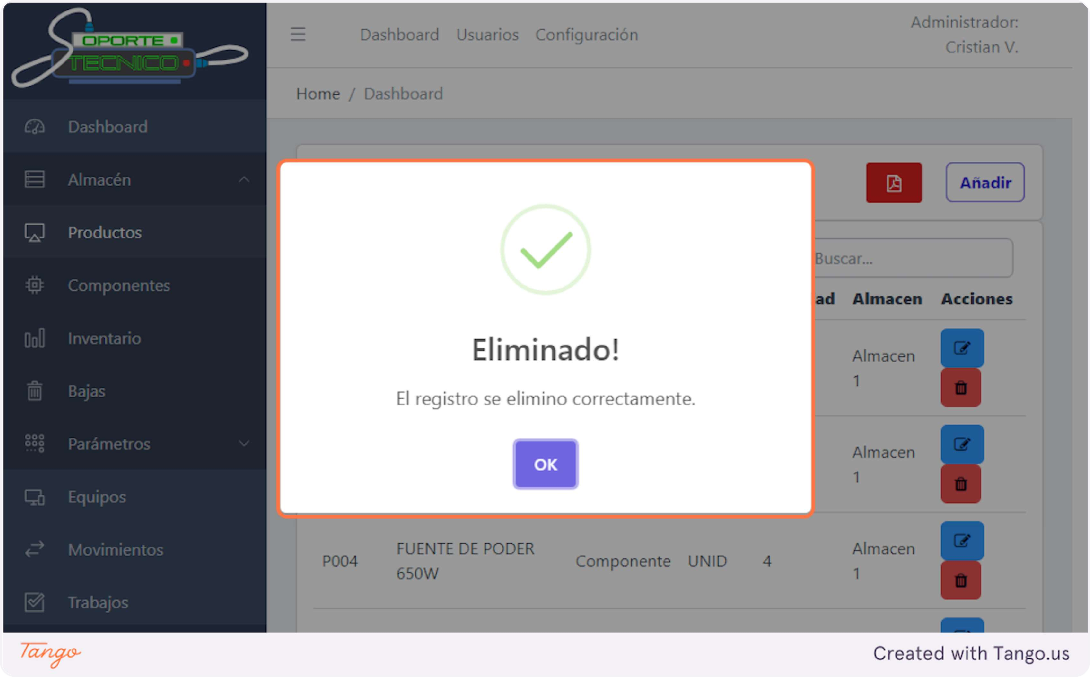 SOPORTE
TECNICO
Dashboard
Almacén
Productos
Componentes
Inventario
Bajas
Parámetros
Equipos
Movimientos
Trabajos
Dashboard Usuarios Configuración
Administrador:
Cristian V.
Home / Dashboard
Añadir
Buscar...
ad Almacen Acciones
Almacen
1
Almacen
1
Eliminado!
El registro se elimino correctamente.
OK
P004 FUENTE DE PODER
650W Componente UNID 4 Almacen
1
Tango
Created with Tango.us